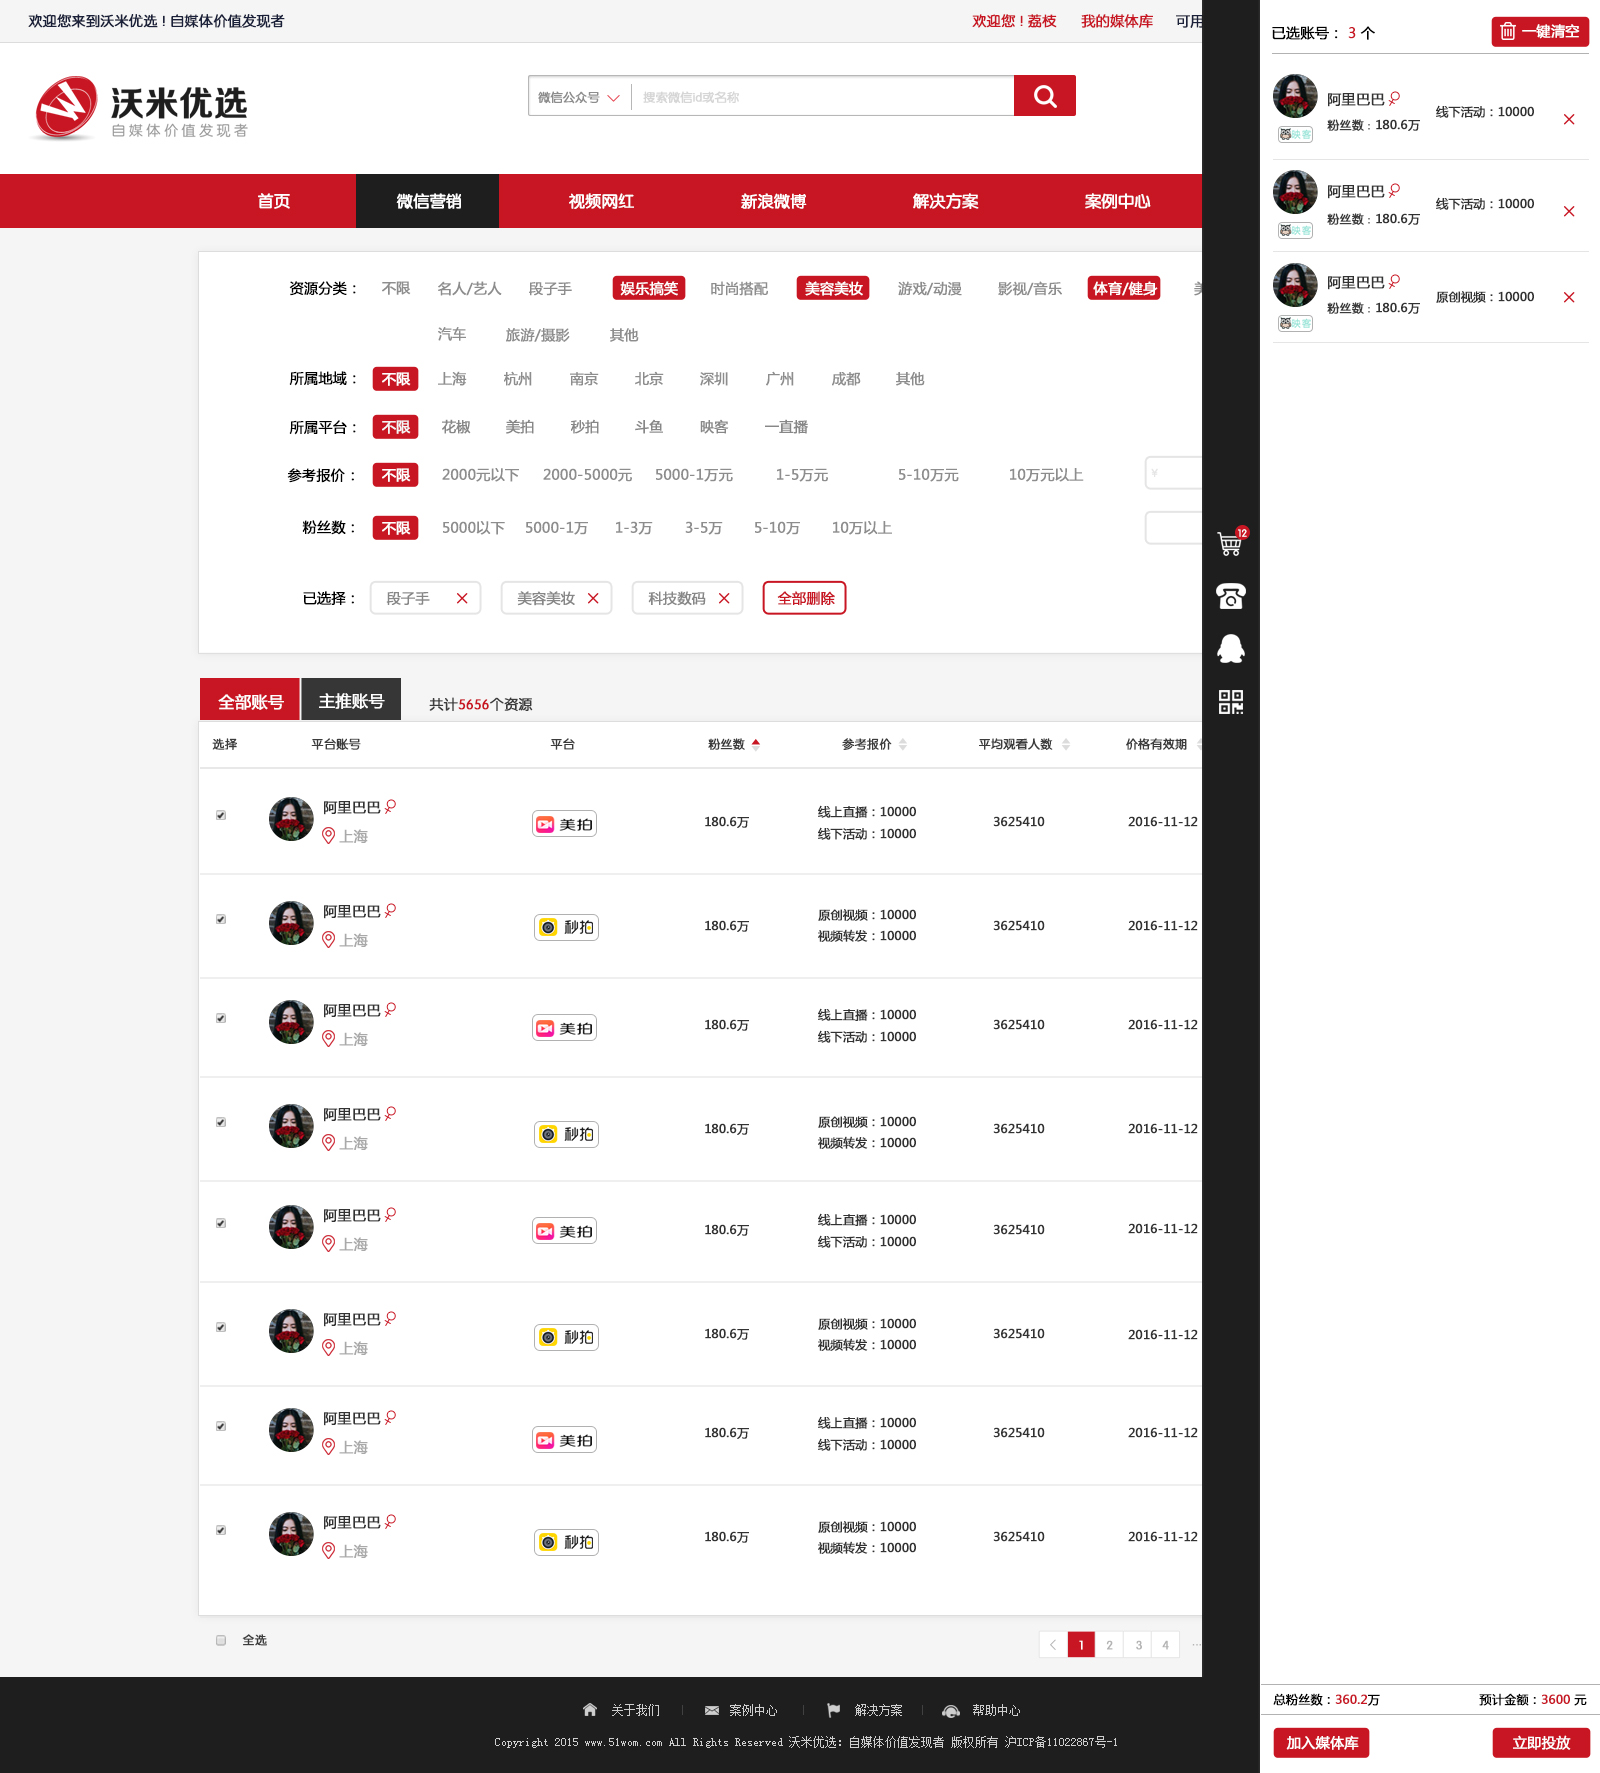 欢迎您来到沃米优选！自媒体价值发现者
欢迎您！荔枝 我的媒体库 可用
沃米优选
自媒体价值发现者
微信公众号 搜索微信id或名称
首页 微信营销 视频网红 新浪微博 解决方案 案例中心
资源分类： 不限 名人/艺人 段子手 娱乐搞笑 时尚搭配 美容美妆 游戏/动漫 影视/音乐 体育/健身
汽车 旅游/摄影 其他
所属地域： 不限 上海 杭州 南京 北京 深圳 广州 成都 其他
所属平台： 不限 花椒 美拍 秒拍 斗鱼 映客 一直播
参考报价： 不限 2000元以下 2000-5000元 5000-1万元 1-5万元 5-10万元 10万元以上 ¥
粉丝数： 不限 5000以下 5000-1万 1-3万 3-5万 5-10万 10万以上
已选择： 段子手 美容美妆 科技数码 全部删除
全部账号 主推账号 共计5656个资源
选择 平台账号 平台 粉丝数 参考报价 平均观看人数 价格有效期
阿里巴巴 上海 美拍 180.6万 线上直播：10000 线下活动：10000 3625410 2016-11-12
阿里巴巴 上海 秒拍 180.6万 原创视频：10000 视频转发：10000 3625410 2016-11-12
阿里巴巴 上海 美拍 180.6万 线上直播：10000 线下活动：10000 3625410 2016-11-12
阿里巴巴 上海 秒拍 180.6万 原创视频：10000 视频转发：10000 3625410 2016-11-12
阿里巴巴 上海 美拍 180.6万 线上直播：10000 线下活动：10000 3625410 2016-11-12
阿里巴巴 上海 秒拍 180.6万 原创视频：10000 视频转发：10000 3625410 2016-11-12
阿里巴巴 上海 美拍 180.6万 线上直播：10000 线下活动：10000 3625410 2016-11-12
阿里巴巴 上海 秒拍 180.6万 原创视频：10000 视频转发：10000 3625410 2016-11-12
全选
1 2 3 4 ...
关于我们 案例中心 解决方案 帮助中心
Copyright 2015 www.51wom.com All Rights Reserved 沃米优选：自媒体价值发现者 版权所有 沪ICP备11022867号-1
12
已选账号：3 个 一键清空
阿里巴巴
粉丝数：180.6万
线下活动：10000
映客
阿里巴巴
粉丝数：180.6万
线下活动：10000
映客
阿里巴巴
粉丝数：180.6万
原创视频：10000
映客
总粉丝数：360.2万 预计金额：3600 元
加入媒体库 立即投放